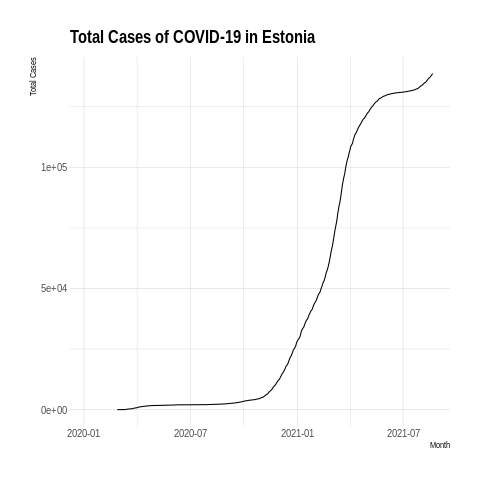 Total Cases of COVID-19 in Estonia
Total Cases
1e+05
5e+04
0e+00
2020-01 2020-07 2021-01 2021-07
Month